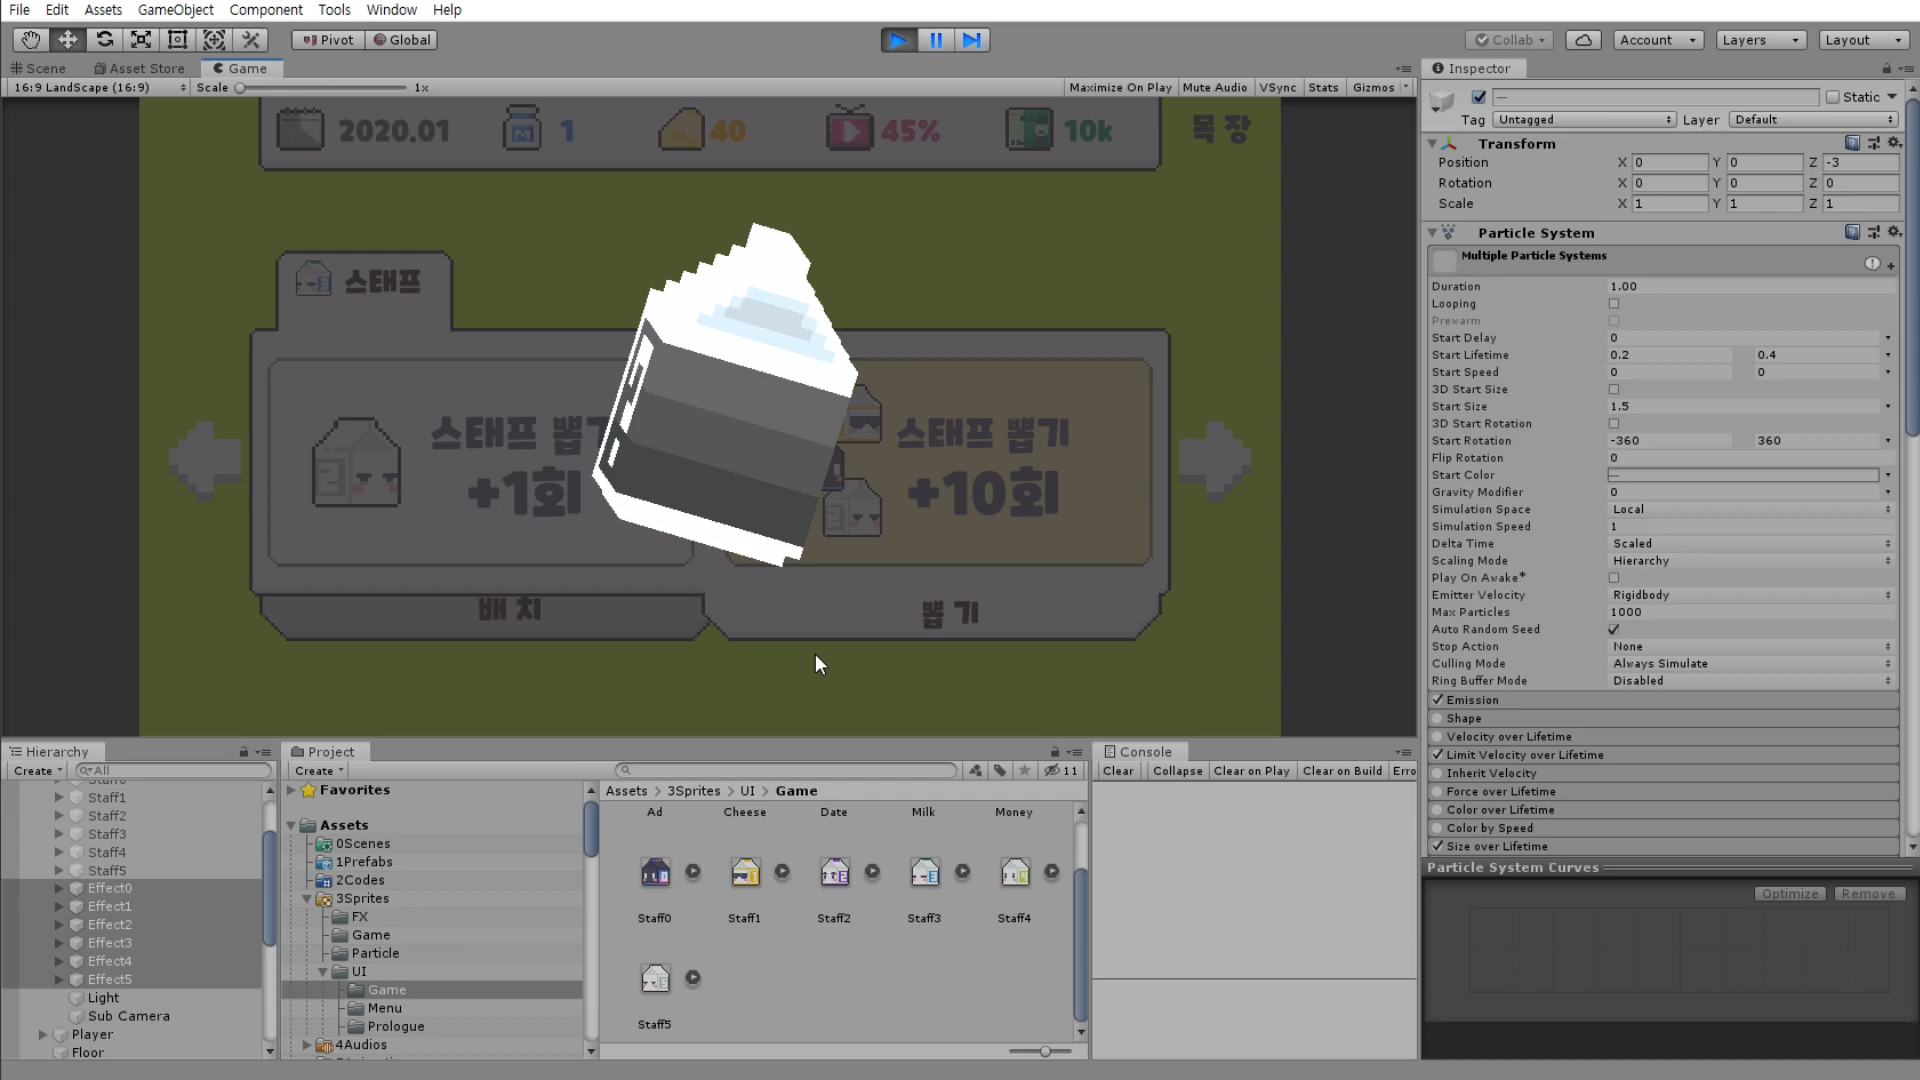 File Edit Assets GameObject Component Tools Window Help
Pivot Global Collab Account Layers Layout
Scene Asset Store Game
16:9 LandScape (16:9) Scale 1x Maximize On Play Mute Audio VSync Stats Gizmos
2020.01 M 1 40 45% 10k 목장
스태프
스태프 뽑
+1회
스태프 뽑기
+10회
배치 뽑기
Inspector
— Static
Tag Untagged Layer Default
Transform
Position X 0 Y 0 Z -3
Rotation X 0 Y 0 Z 0
Scale X 1 Y 1 Z 1
Particle System
Multiple Particle Systems
Duration 1.00
Looping
Prewarm
Start Delay 0
Start Lifetime 0.2 0.4
Start Speed 0 0
3D Start Size
Start Size 1.5
3D Start Rotation
Start Rotation -360 360
Flip Rotation 0
Start Color —
Gravity Modifier 0
Simulation Space Local
Simulation Speed 1
Delta Time Scaled
Scaling Mode Hierarchy
Play On Awake*
Emitter Velocity Rigidbody
Max Particles 1000
Auto Random Seed
Stop Action None
Culling Mode Always Simulate
Ring Buffer Mode Disabled
Emission
Shape
Velocity over Lifetime
Limit Velocity over Lifetime
Inherit Velocity
Force over Lifetime
Color over Lifetime
Color by Speed
Size over Lifetime
Particle System Curves
Optimize Remove
Hierarchy
Create All
Staff0
Staff1
Staff2
Staff3
Staff4
Staff5
Effect0
Effect1
Effect2
Effect3
Effect4
Effect5
Light
Sub Camera
Player
Floor
Project
Create 11
Favorites
Assets
0Scenes
1Prefabs
2Codes
3Sprites
FX
Game
Particle
UI
Game
Menu
Prologue
4Audios
Assets > 3Sprites > UI > Game
Ad Cheese Date Milk Money
Staff0 Staff1 Staff2 Staff3 Staff4
Staff5
Console
Clear Collapse Clear on Play Clear on Build Erro